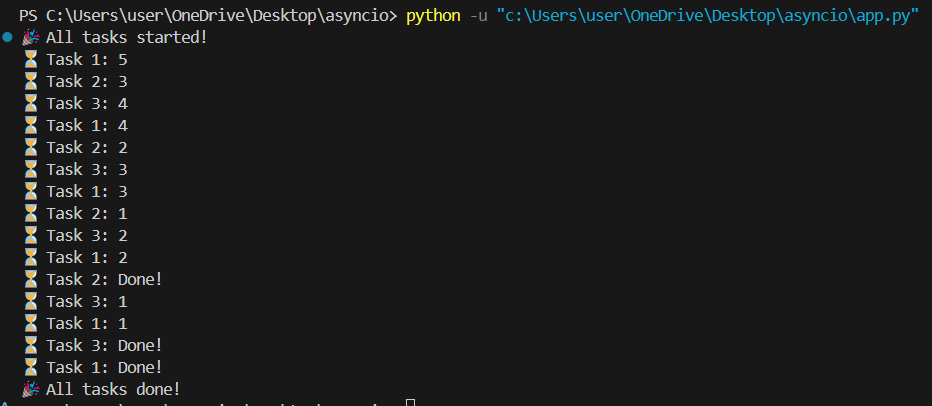 PS C:\Users\user\OneDrive\Desktop\asyncio> python -u "c:\Users\user\OneDrive\Desktop\asyncio\app.py"
🎉 All tasks started!
⏳ Task 1: 5
⏳ Task 2: 3
⏳ Task 3: 4
⏳ Task 1: 4
⏳ Task 2: 2
⏳ Task 3: 3
⏳ Task 1: 3
⏳ Task 2: 1
⏳ Task 3: 2
⏳ Task 1: 2
⏳ Task 2: Done!
⏳ Task 3: 1
⏳ Task 1: 1
⏳ Task 3: Done!
⏳ Task 1: Done!
🎉 All tasks done!